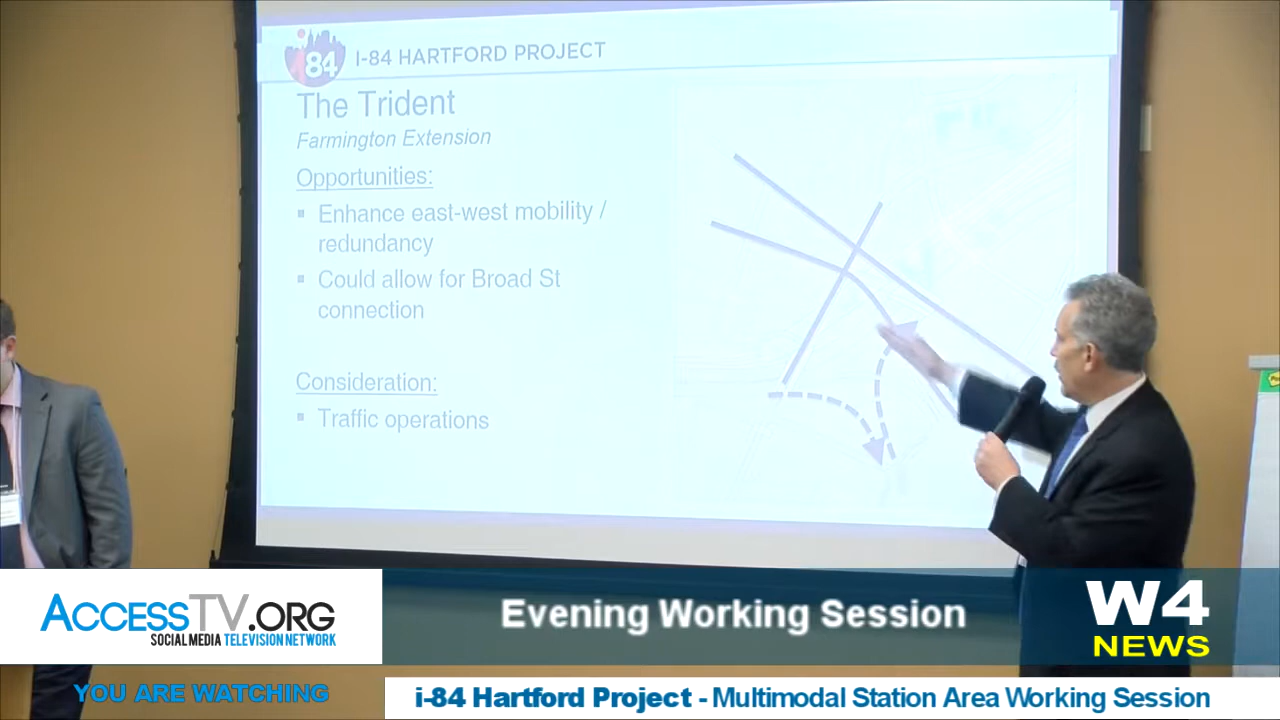 i
84
I-84 HARTFORD PROJECT
The Trident
Farmington Extension
Opportunities:
▪ Enhance east-west mobility /
redundancy
▪ Could allow for Broad St
connection
Consideration:
▪ Traffic operations
ACCESSTV.ORG
SOCIAL MEDIA TELEVISION NETWORK
Evening Working Session
W4
NEWS
YOU ARE WATCHING
i-84 Hartford Project - Multimodal Station Area Working Session